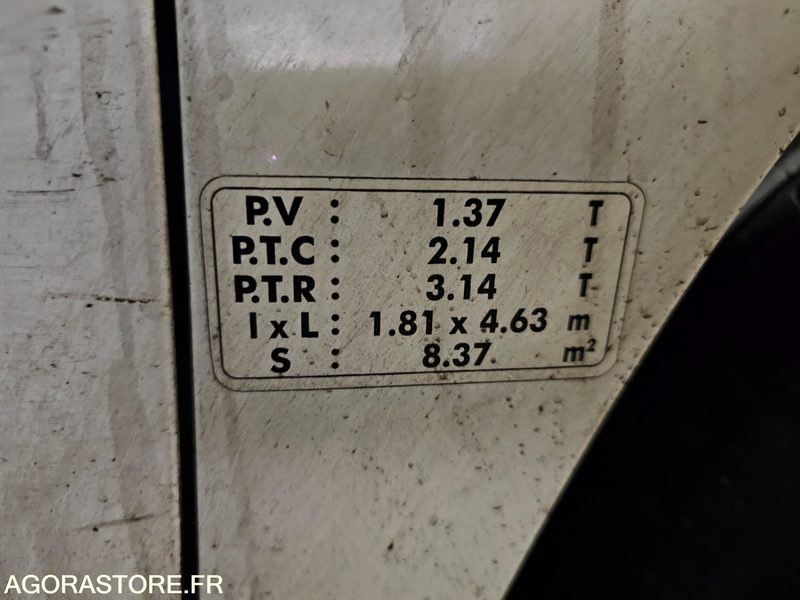 P.V : 1.37 T
P.T.C : 2.14 T
P.T.R : 3.14 T
l x L : 1.81 x 4.63 m
S : 8.37 m²
AGORASTORE.FR